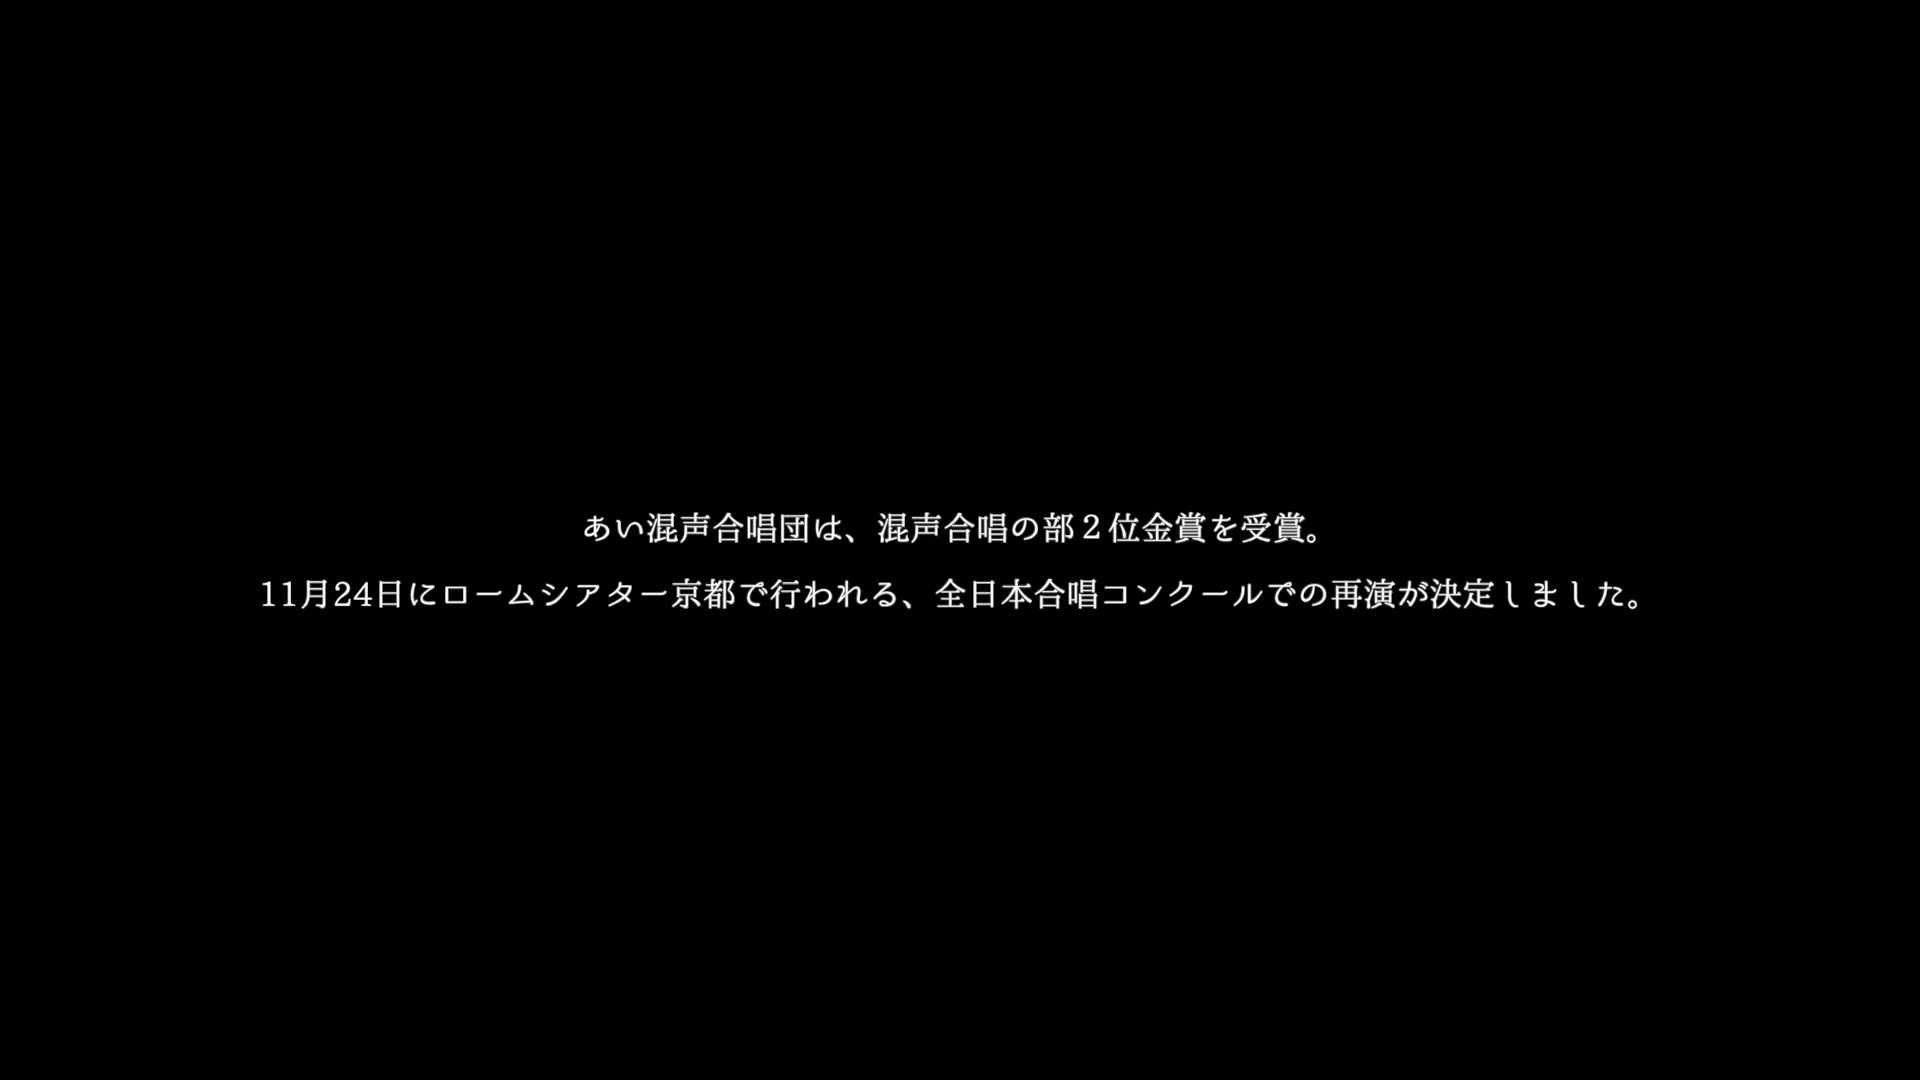 あい混声合唱団は、混声合唱の部２位金賞を受賞。
11月24日にロームシアター京都で行われる、全日本合唱コンクールでの再演が決定しました。